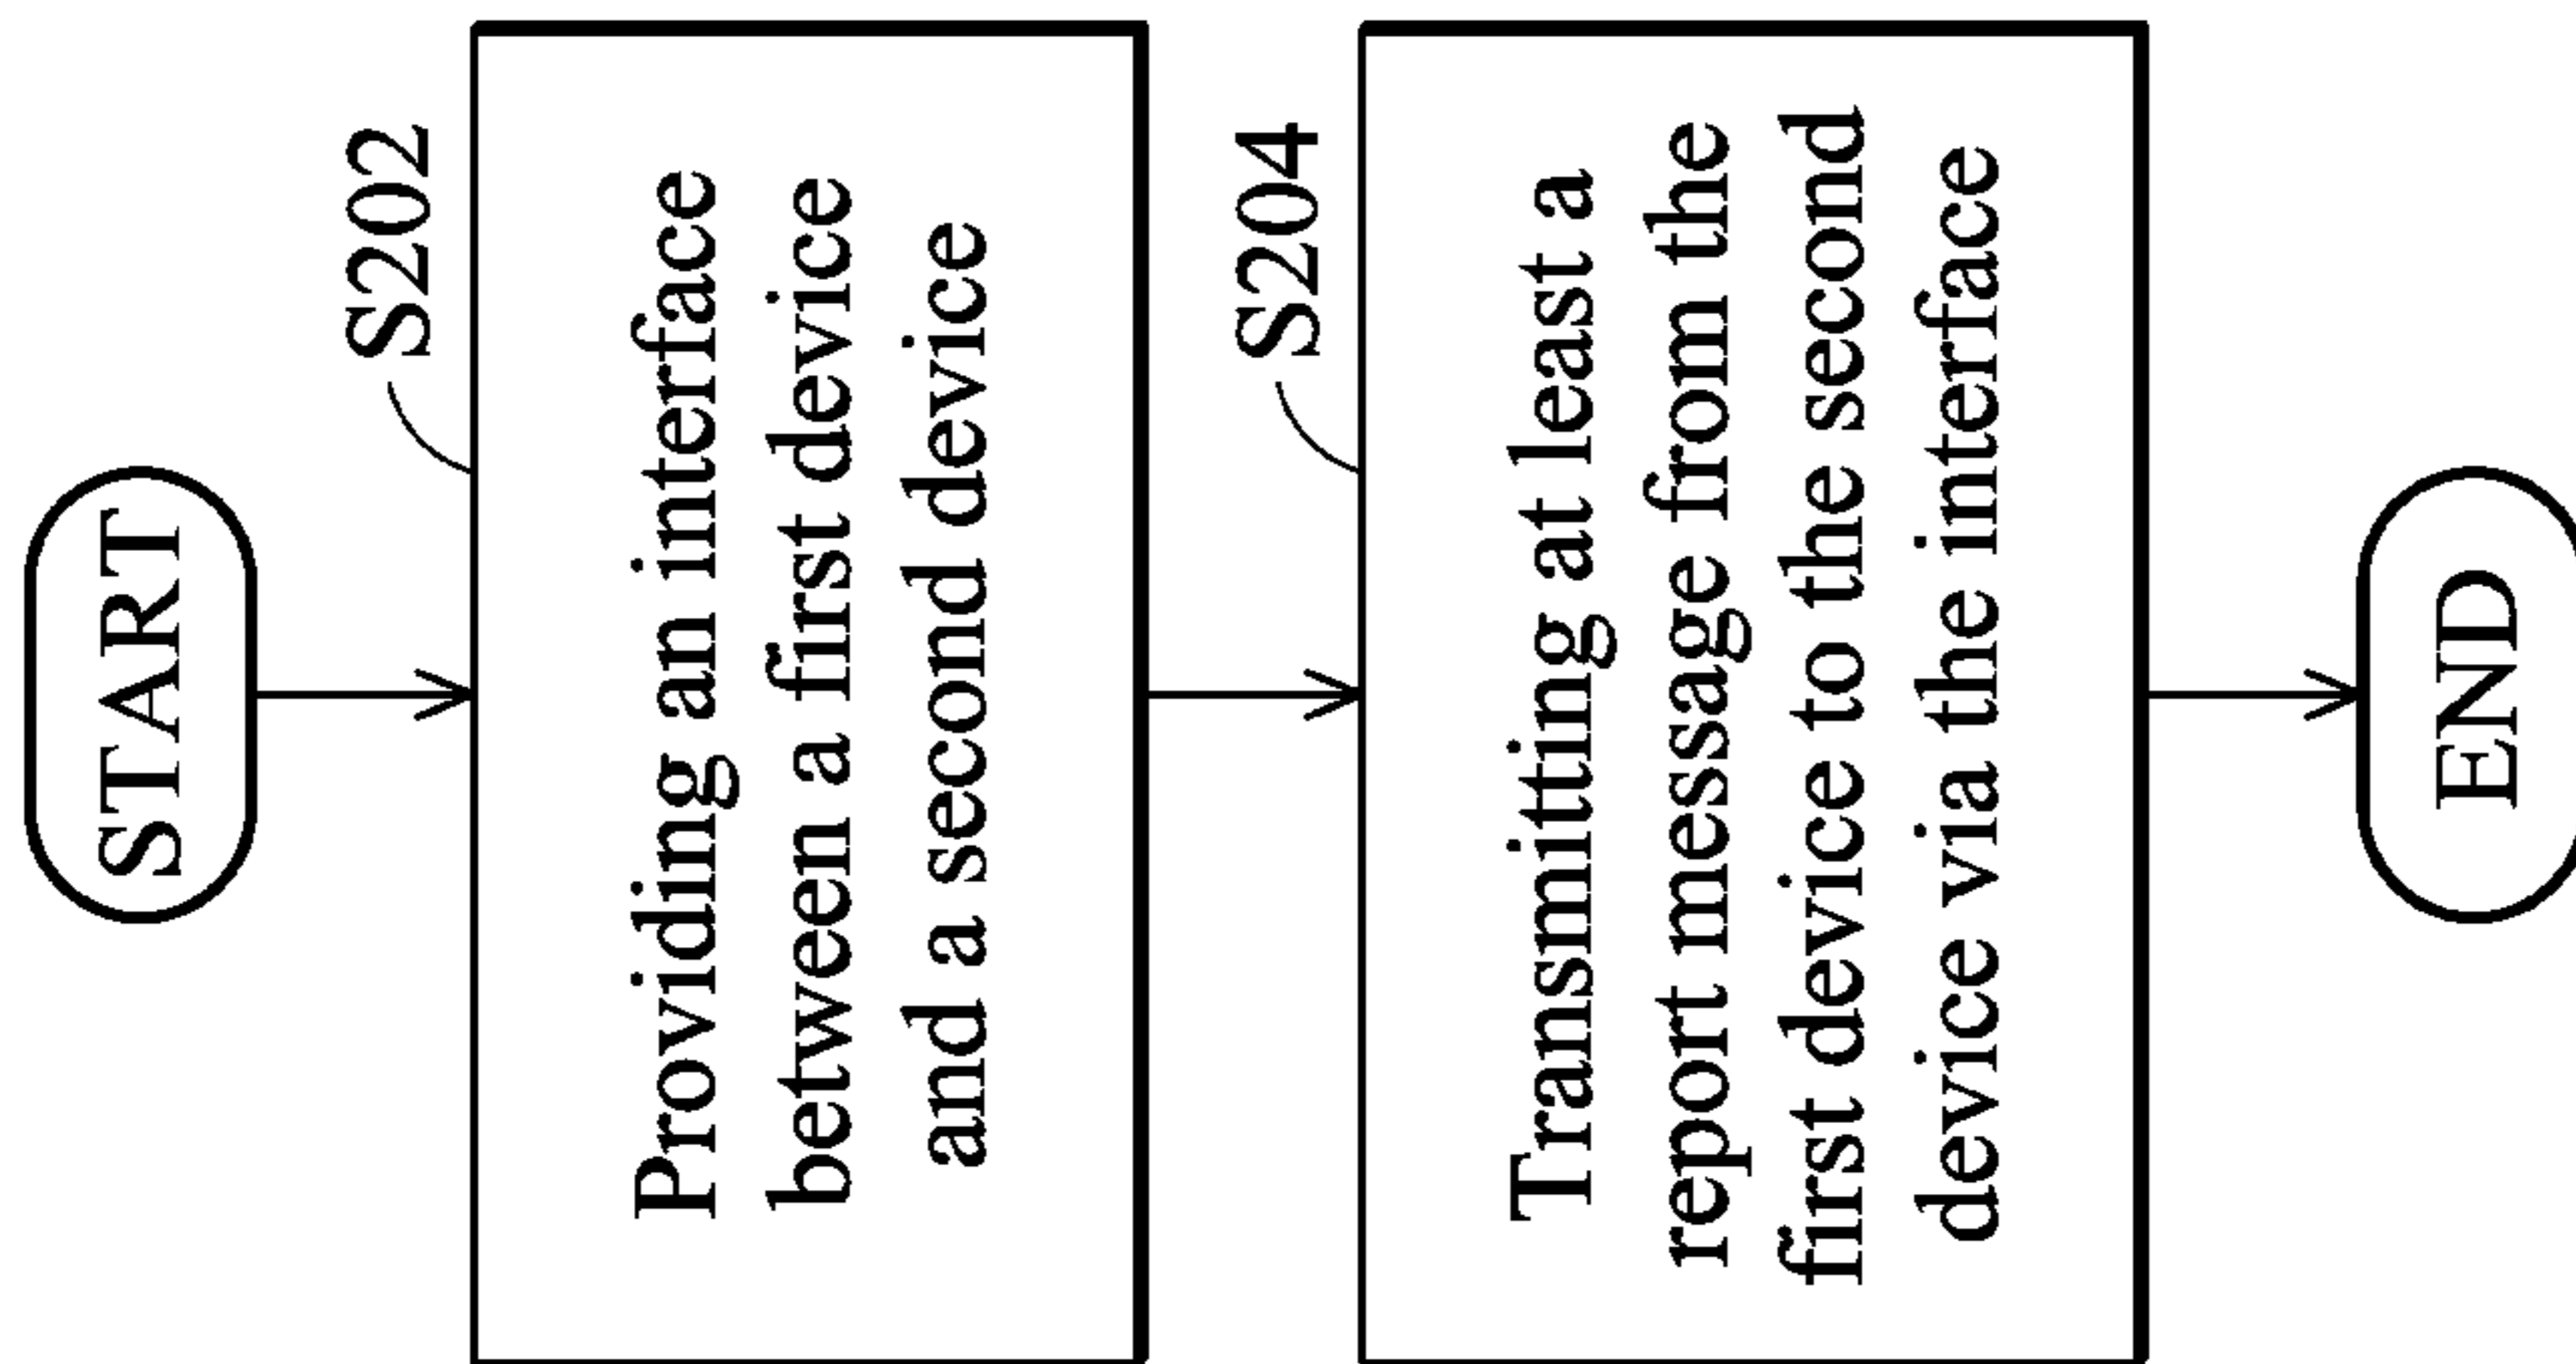 START
S202
Providing an interface
between a first device
and a second device
S204
Transmitting at least a
report message from the
first device to the second
device via the interface
END